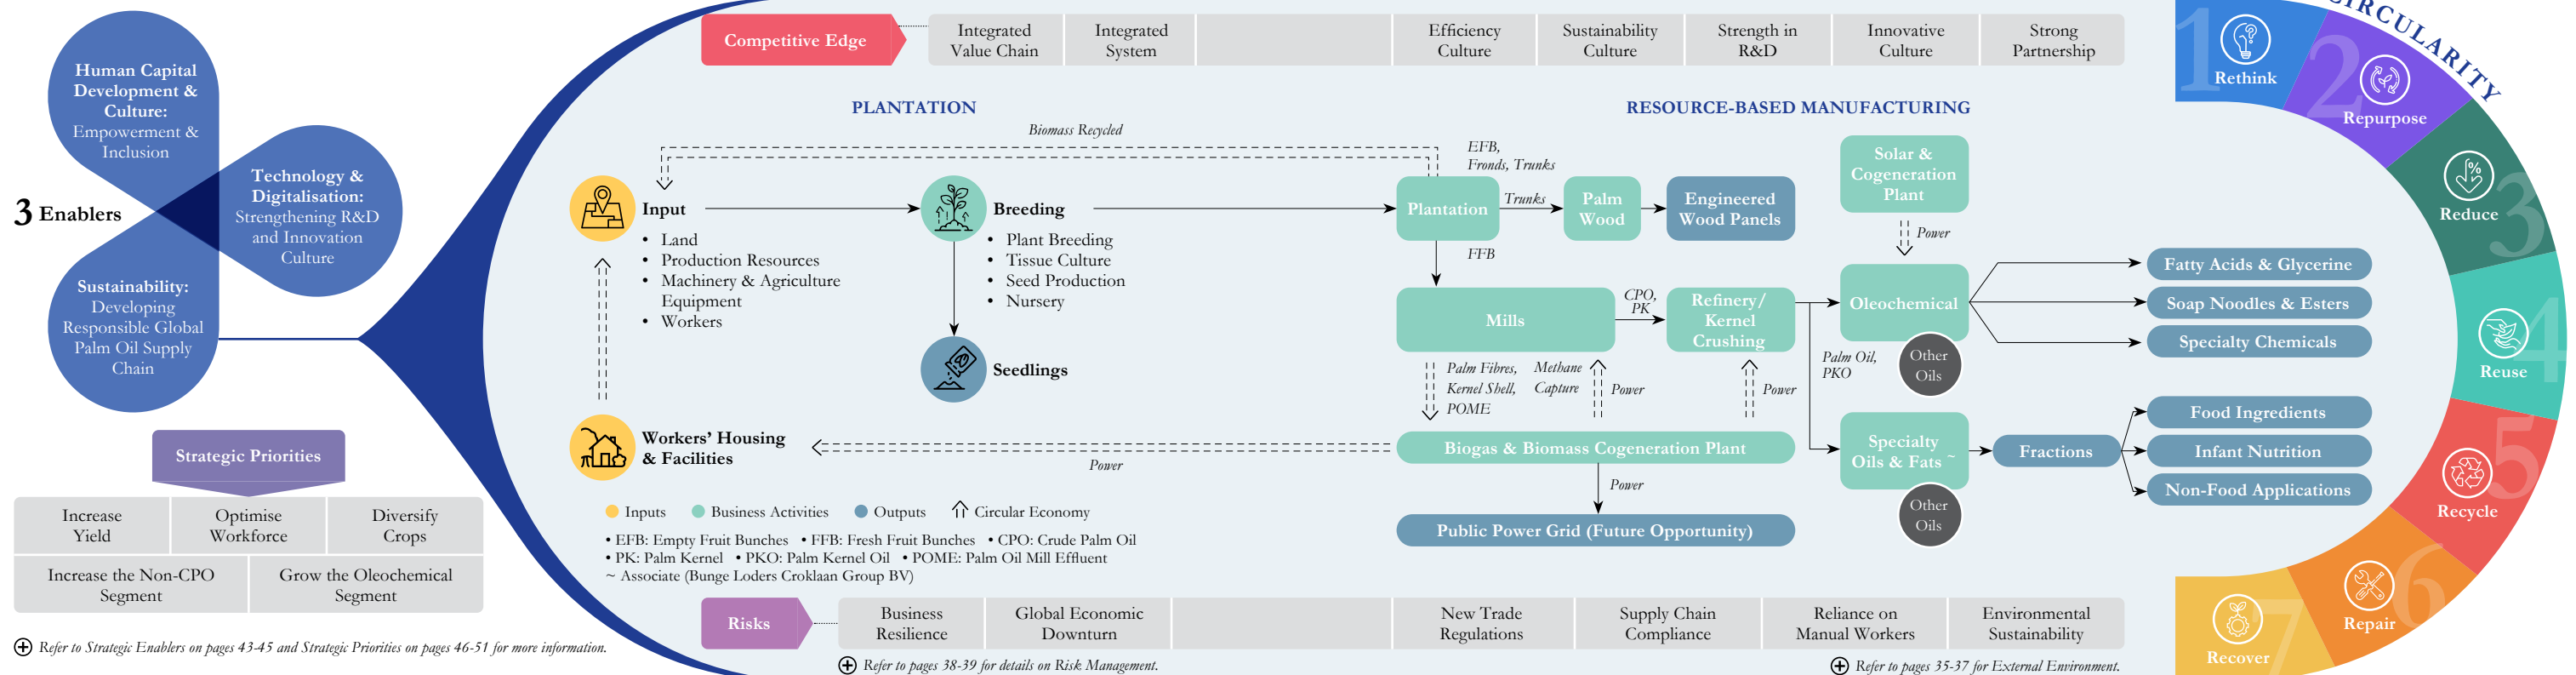 Human Capital
Development &
Culture:
Empowerment &
Inclusion
Technology &
Digitalisation:
Strengthening R&D
and Innovation
Culture
3 Enablers
Sustainability:
Developing
Responsible Global
Palm Oil Supply
Chain
Strategic Priorities
Increase
Yield
Optimise
Workforce
Diversify
Crops
Increase the Non-CPO
Segment
Grow the Oleochemical
Segment
Refer to Strategic Enablers on pages 43-45 and Strategic Priorities on pages 46-51 for more information.
Competitive Edge
Integrated
Value Chain
Integrated
System
Efficiency
Culture
Sustainability
Culture
Strength in
R&D
Innovative
Culture
Strong
Partnership
PLANTATION
RESOURCE-BASED MANUFACTURING
Biomass Recycled
EFB,
Fronds, Trunks
Input
• Land
• Production Resources
• Machinery & Agriculture
Equipment
• Workers
Breeding
• Plant Breeding
• Tissue Culture
• Seed Production
• Nursery
Seedlings
Workers’ Housing
& Facilities
Power
Plantation
Trunks
Palm
Wood
Engineered
Wood Panels
FFB
Mills
CPO,
PK
Refinery/
Kernel
Crushing
Solar &
Cogeneration
Plant
Power
Oleochemical
Other
Oils
Palm Oil,
PKO
Fatty Acids & Glycerine
Soap Noodles & Esters
Specialty Chemicals
Palm Fibres,
Kernel Shell,
POME
Methane
Capture
Power
Power
Biogas & Biomass Cogeneration Plant
Power
Public Power Grid (Future Opportunity)
Specialty
Oils & Fats ~
Other
Oils
Fractions
Food Ingredients
Infant Nutrition
Non-Food Applications
Inputs
Business Activities
Outputs
Circular Economy
• EFB: Empty Fruit Bunches • FFB: Fresh Fruit Bunches • CPO: Crude Palm Oil
• PK: Palm Kernel • PKO: Palm Kernel Oil • POME: Palm Oil Mill Effluent
~ Associate (Bunge Loders Croklaan Group BV)
Risks
Business
Resilience
Global Economic
Downturn
New Trade
Regulations
Supply Chain
Compliance
Reliance on
Manual Workers
Environmental
Sustainability
Refer to pages 38-39 for details on Risk Management.
Refer to pages 35-37 for External Environment.
CIRCULARITY
1
Rethink
2
Repurpose
3
Reduce
4
Reuse
5
Recycle
6
Repair
7
Recover